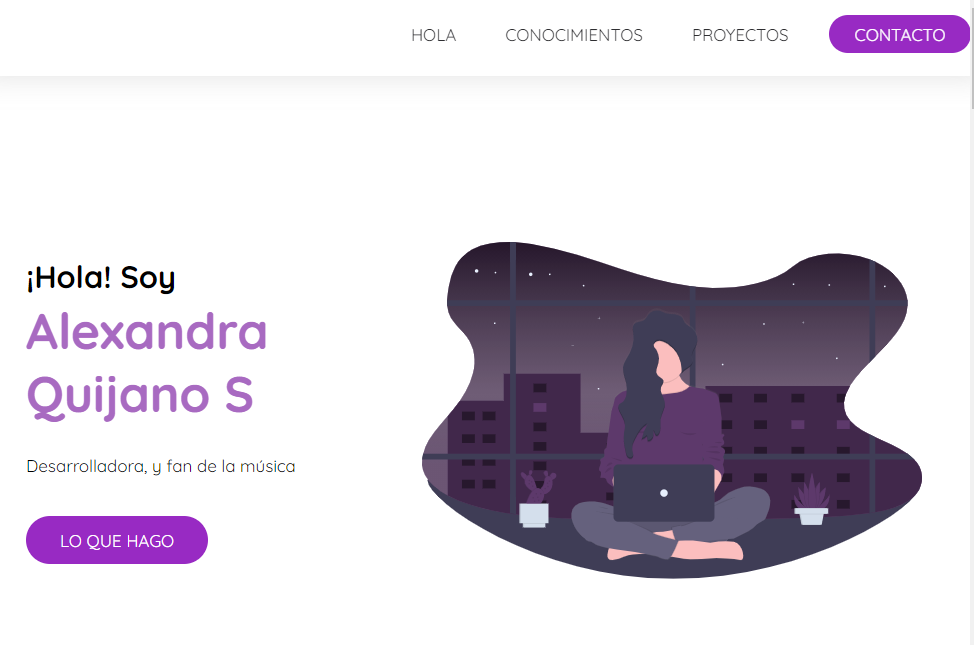 HOLA CONOCIMIENTOS PROYECTOS CONTACTO
¡Hola! Soy
Alexandra
Quijano S
Desarrolladora, y fan de la música
LO QUE HAGO